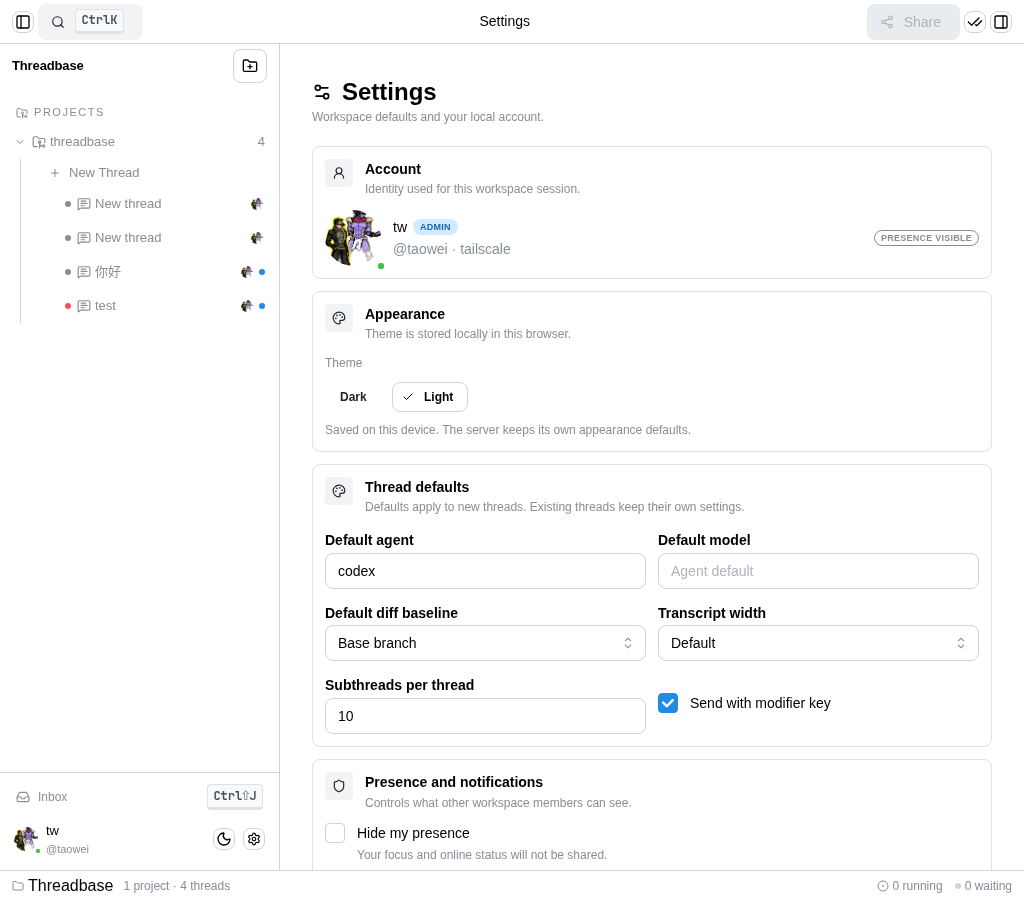 CtrlK
Settings
Share
Threadbase
PROJECTS
threadbase 4
New Thread
New thread
New thread
你好
test
Inbox Ctrl⇧J
tw
@taowei
Settings
Workspace defaults and your local account.
Account
Identity used for this workspace session.
tw ADMIN
@taowei · tailscale
PRESENCE VISIBLE
Appearance
Theme is stored locally in this browser.
Theme
Dark Light
Saved on this device. The server keeps its own appearance defaults.
Thread defaults
Defaults apply to new threads. Existing threads keep their own settings.
Default agent
codex
Default model
Agent default
Default diff baseline
Base branch
Transcript width
Default
Subthreads per thread
10
Send with modifier key
Presence and notifications
Controls what other workspace members can see.
Hide my presence
Your focus and online status will not be shared.
Threadbase 1 project · 4 threads
0 running 0 waiting